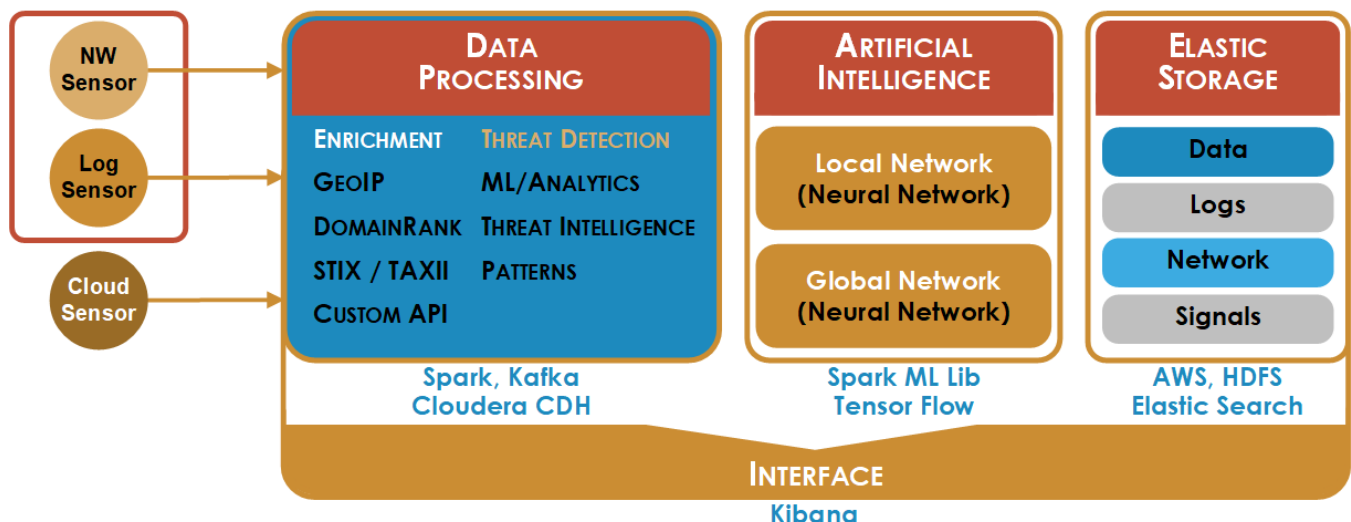 NW
Sensor
Log
Sensor
Cloud
Sensor
DATA
PROCESSING
ENRICHMENT
GEOIP
DOMAINRANK
STIX / TAXII
CUSTOM API
THREAT DETECTION
ML/ANALYTICS
THREAT INTELLIGENCE
PATTERNS
Spark, Kafka
Cloudera CDH
ARTIFICIAL
INTELLIGENCE
Local Network
(Neural Network)
Global Network
(Neural Network)
Spark ML Lib
Tensor Flow
ELASTIC
STORAGE
Data
Logs
Network
Signals
AWS, HDFS
Elastic Search
INTERFACE
Kibana